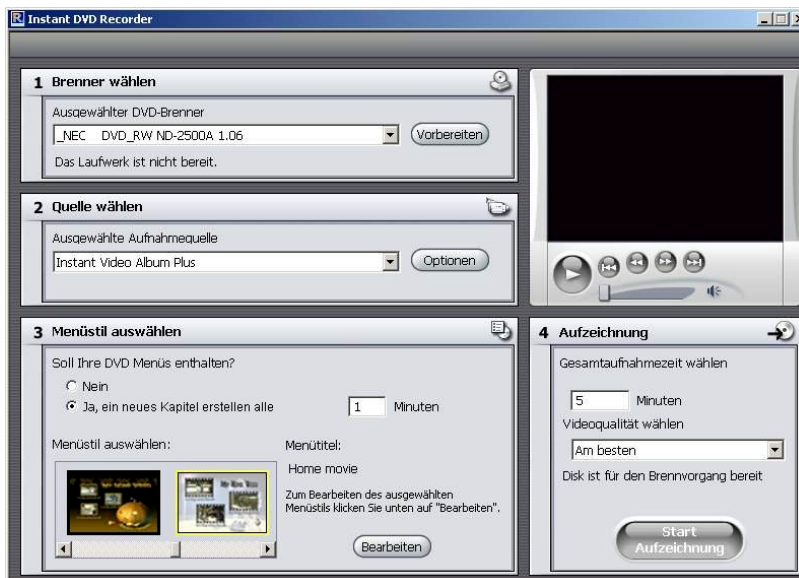 Instant DVD Recorder
1 Brenner wählen
Ausgewählter DVD-Brenner
_NEC DVD_RW ND-2500A 1.06
Vorbereiten
Das Laufwerk ist nicht bereit.
2 Quelle wählen
Ausgewählte Aufnahmequelle
Instant Video Album Plus
Optionen
3 Menüstil auswählen
Soll Ihre DVD Menüs enthalten?
Nein
Ja, ein neues Kapitel erstellen alle 1 Minuten
Menüstil auswählen:
Menütitel:
Home movie
Zum Bearbeiten des ausgewählten
Menüstils klicken Sie unten auf "Bearbeiten".
Bearbeiten
4 Aufzeichnung
Gesamtaufnahmezeit wählen
5 Minuten
Videoqualität wählen
Am besten
Disk ist für den Brennvorgang bereit
Start
Aufzeichnung